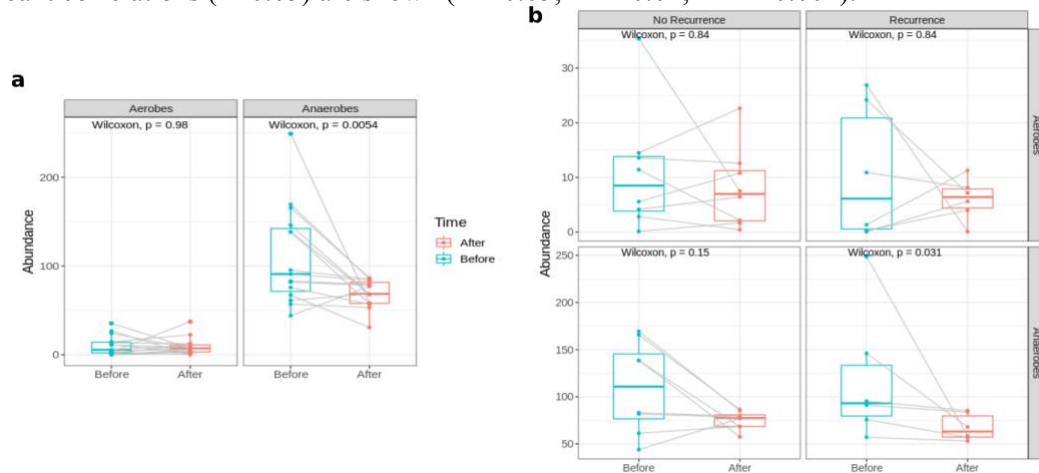 b
No Recurrence Recurrence
Wilcoxon, p = 0.84 Wilcoxon, p = 0.84
30
20
10
0
Aerobes
Wilcoxon, p = 0.15 Wilcoxon, p = 0.031
250
200
150
100
50
Anaerobes
Abundance
Before After Before After
a
Aerobes Anaerobes
Wilcoxon, p = 0.98 Wilcoxon, p = 0.0054
200
100
0
Abundance
Before After Before After
Time
After
Before